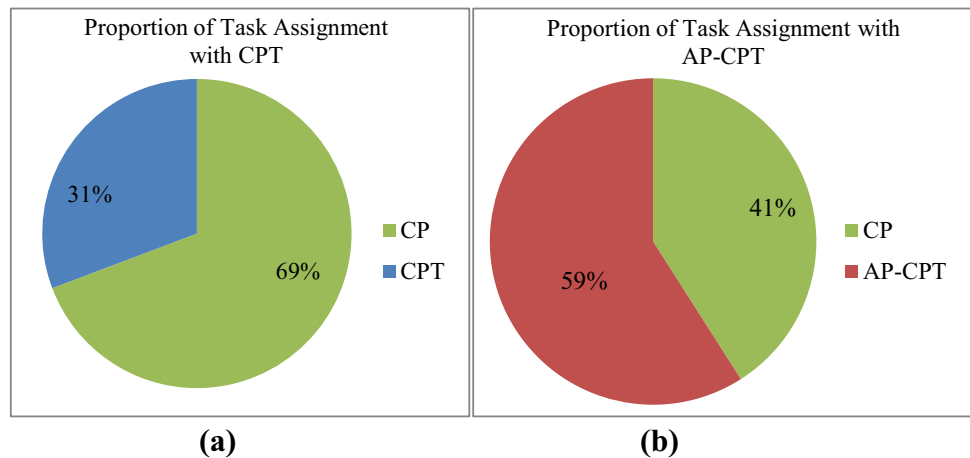 Proportion of Task Assignment
with CPT
31%
69%
CP
CPT
(a)
Proportion of Task Assignment with
AP-CPT
41%
59%
CP
AP-CPT
(b)